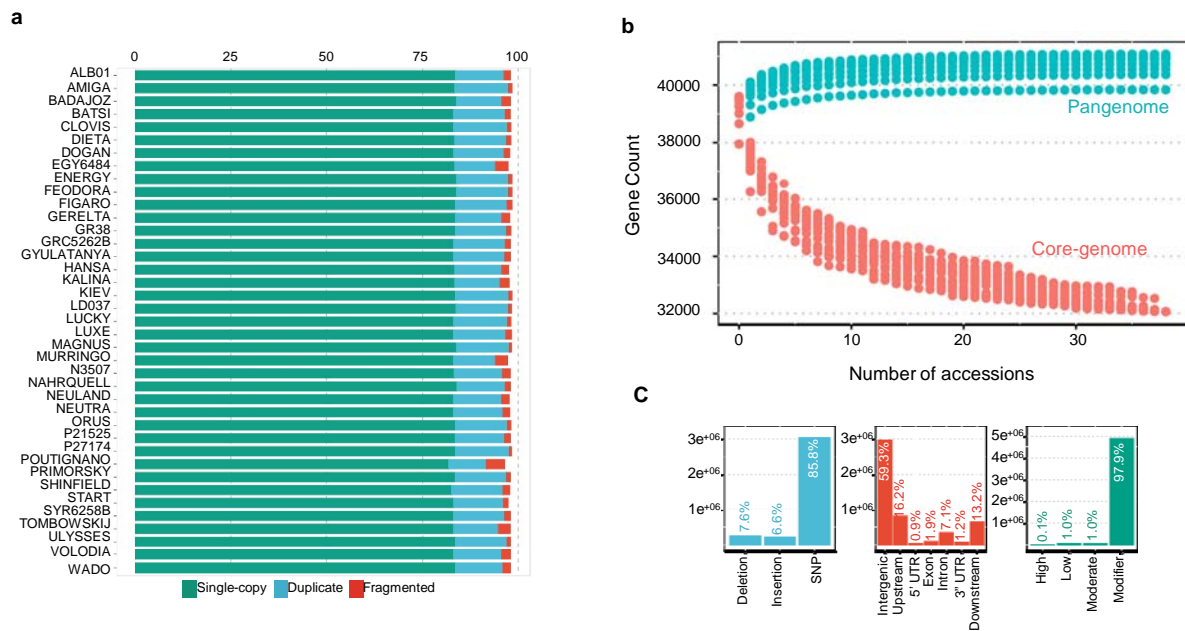 a
0 25 50 75 100
ALB01
AMIGA
BADAJOZ
BATSI
CLOVIS
DIETA
DOGAN
EGY6484
ENERGY
FEODORA
FIGARO
GERELTA
GR38
GRC5262B
GYULATANYA
HANSA
KALINA
KIEV
LD037
LUCKY
LUXE
MAGNUS
MURRINGO
N3507
NAHRQUELL
NEULAND
NEUTRA
ORUS
P21525
P27174
POUTIGNANO
PRIMORSKY
SHINFIELD
START
SYR6258B
TOMBOWSKIJ
ULYSSES
VOLODIA
WADO
Single-copy Duplicate Fragmented
b
Gene Count
40000
38000
36000
34000
32000
Pangenome
Core-genome
0 10 20 30
Number of accessions
C
3e+06
2e+06
1e+06
7.6%
6.6%
85.8%
Deletion
Insertion
SNP
3e+06
2e+06
1e+06
59.3%
16.2%
0.9%
1.9%
7.1%
1.2%
13.2%
Intergenic
Upstream
5' UTR
Exon
Intron
3" UTR
Downstream
5e+06
4e+06
3e+06
2e+06
1e+06
0.1%
1.0%
1.0%
97.9%
High
Low
Moderate
Modifier